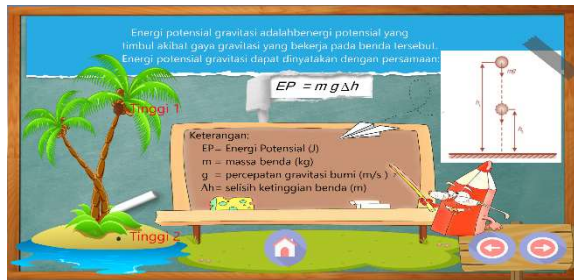 Energi potensial gravitasi adalahbenergi potensial yang
timbul akibat gaya gravitasi yang bekerja pada benda tersebut.
Energi potensial gravitasi dapat dinyatakan dengan persamaan:
EP = m g Δh
Tinggi 1
Keterangan:
EP= Energi Potensial (J)
m = massa benda (kg)
g = percepatan gravitasi bumi (m/s )
Δh= selisih ketinggian benda (m)
Tinggi 2
mg